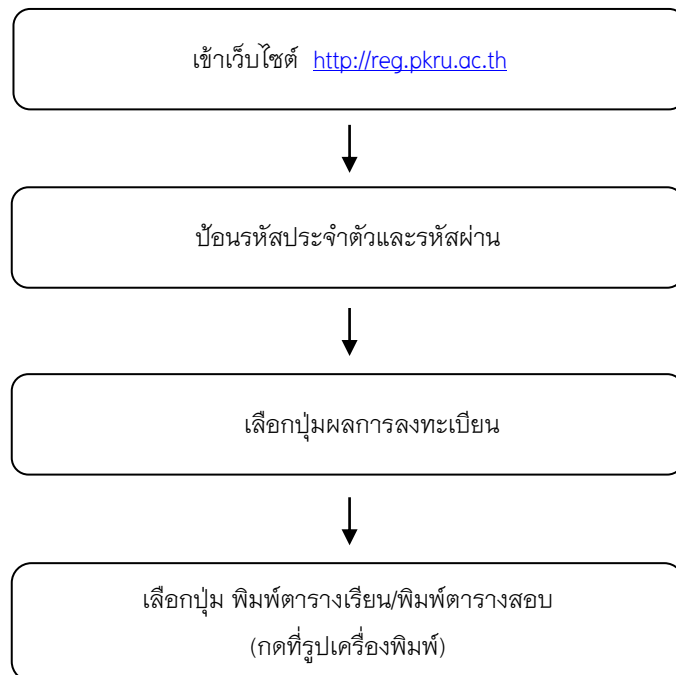 เข้าเว็บไซต์ http://reg.pkru.ac.th
ป้อนรหัสประจำตัวและรหัสผ่าน
เลือกปุ่มผลการลงทะเบียน
เลือกปุ่ม พิมพ์ตารางเรียน/พิมพ์ตารางสอบ
(กดที่รูปเครื่องพิมพ์)